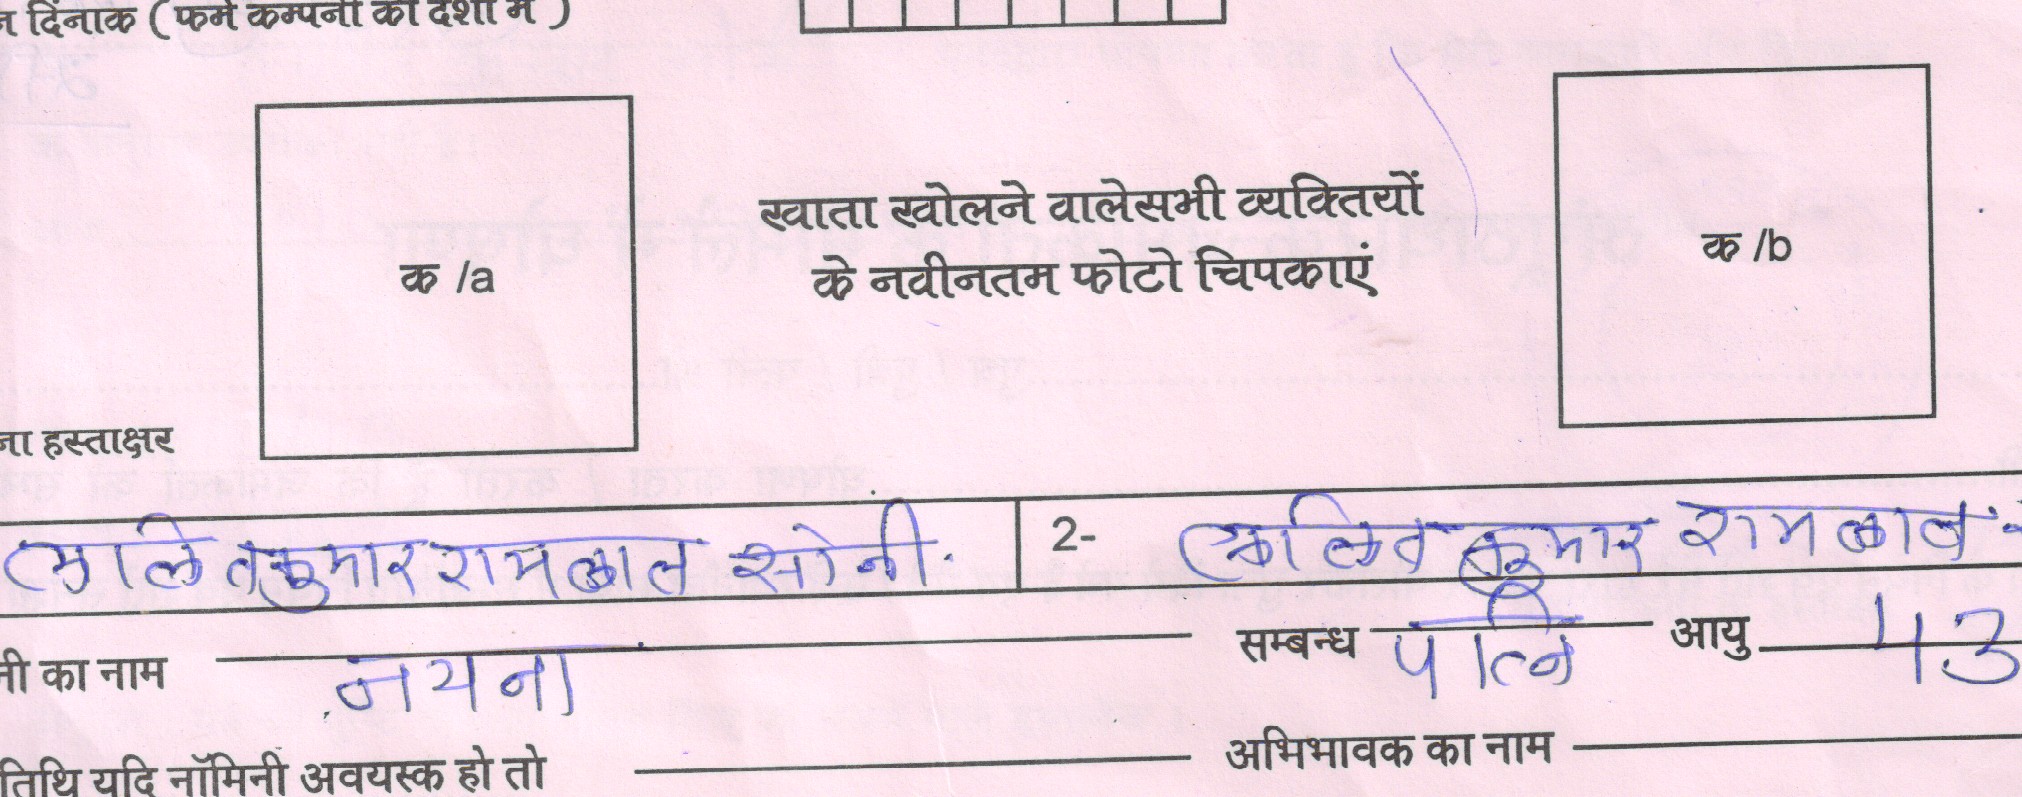 दिनांक ( फर्म कम्पनी की दशा में )
क /a
खाता खोलने वालेसभी व्यक्तियों
के नवीनतम फोटो चिपकाएं
क /b
हस्ताक्षर
ललितकुमार रामलाल सोनी.
2- ललित कुमार रामलाल
का नाम नयना सम्बन्ध पत्नि आयु 43
तिथि यदि नॉमिनी अवयस्क हो तो अभिभावक का नाम